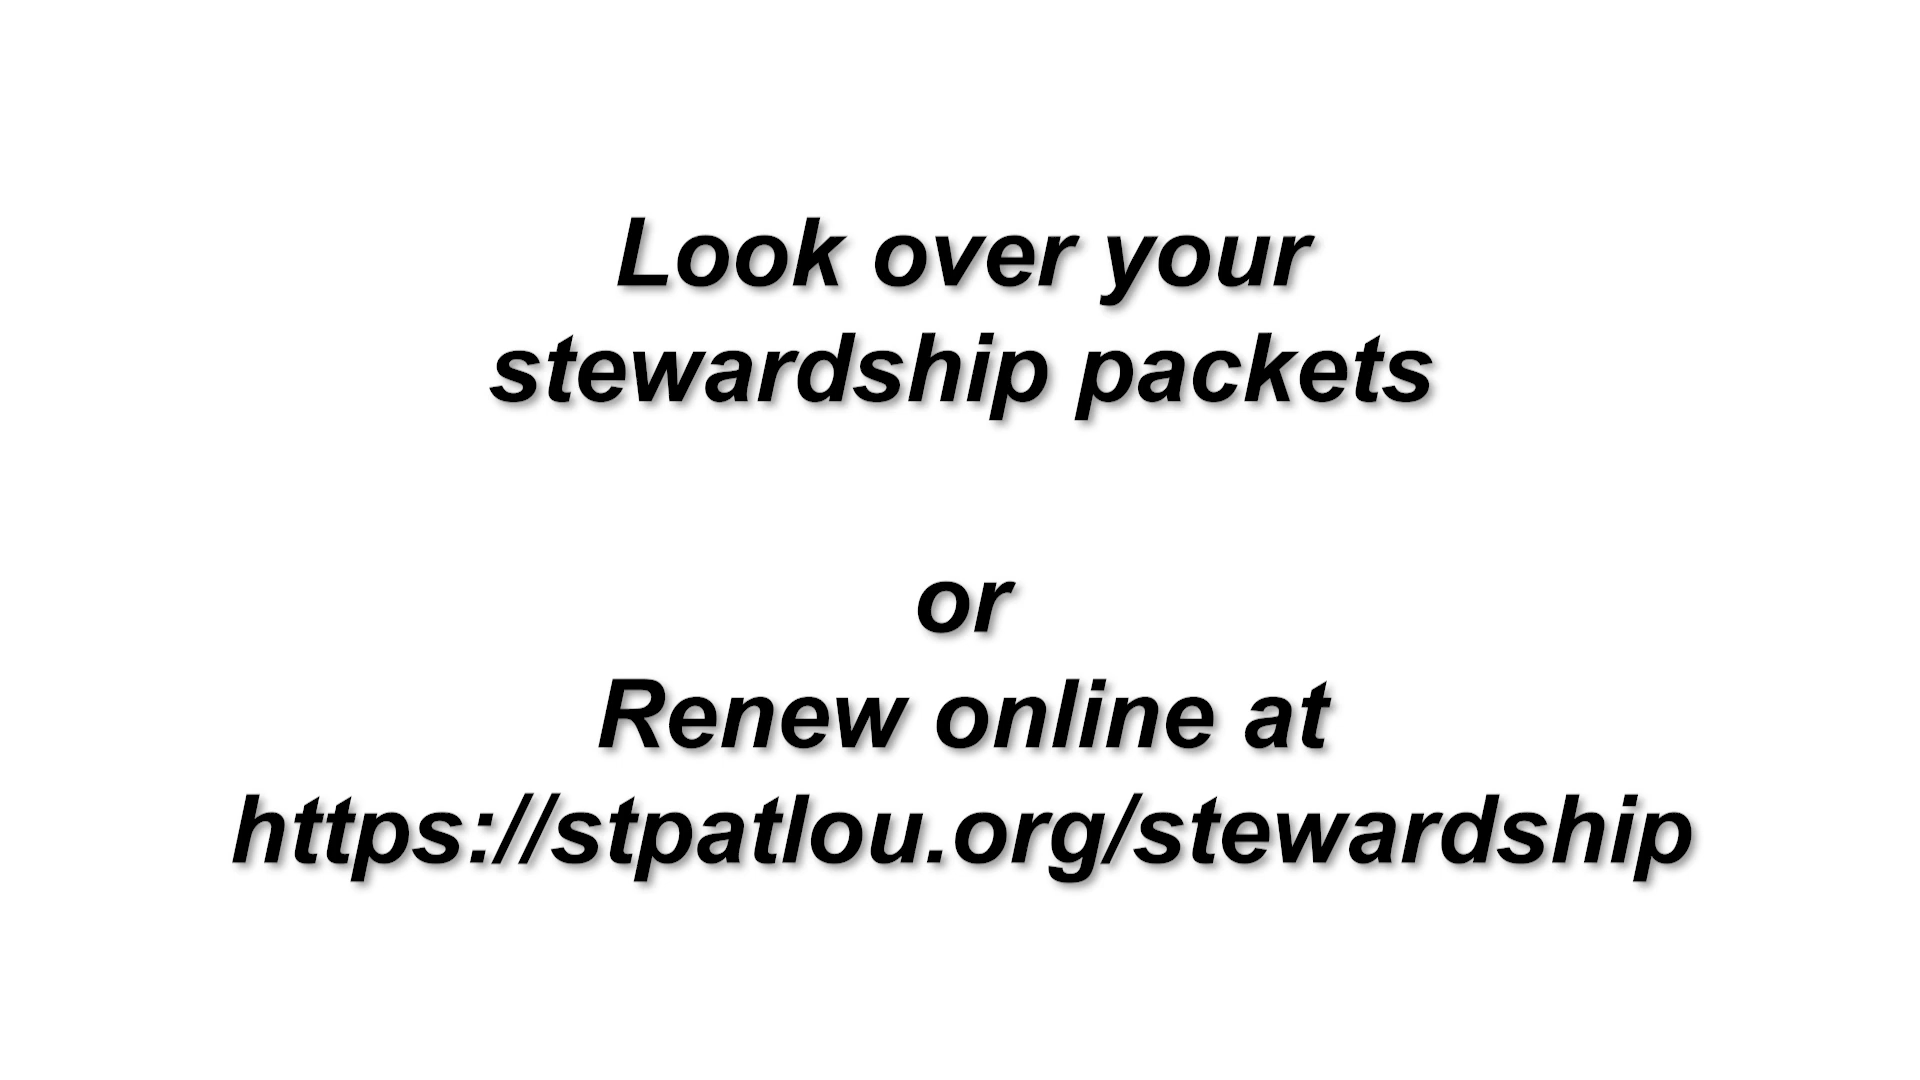 Look over your
stewardship packets
or
Renew online at
https://stpatlou.org/stewardship